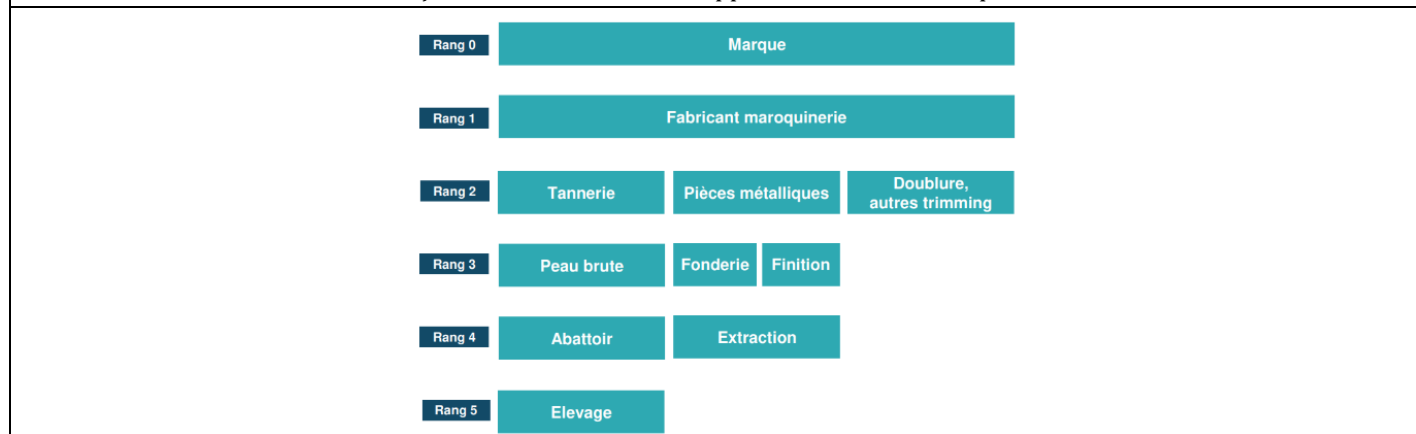 Rang 0
Marque
Rang 1
Fabricant maroquinerie
Rang 2
Tannerie
Pièces métalliques
Doublure,
autres trimming
Rang 3
Peau brute
Fonderie
Finition
Rang 4
Abattoir
Extraction
Rang 5
Elevage